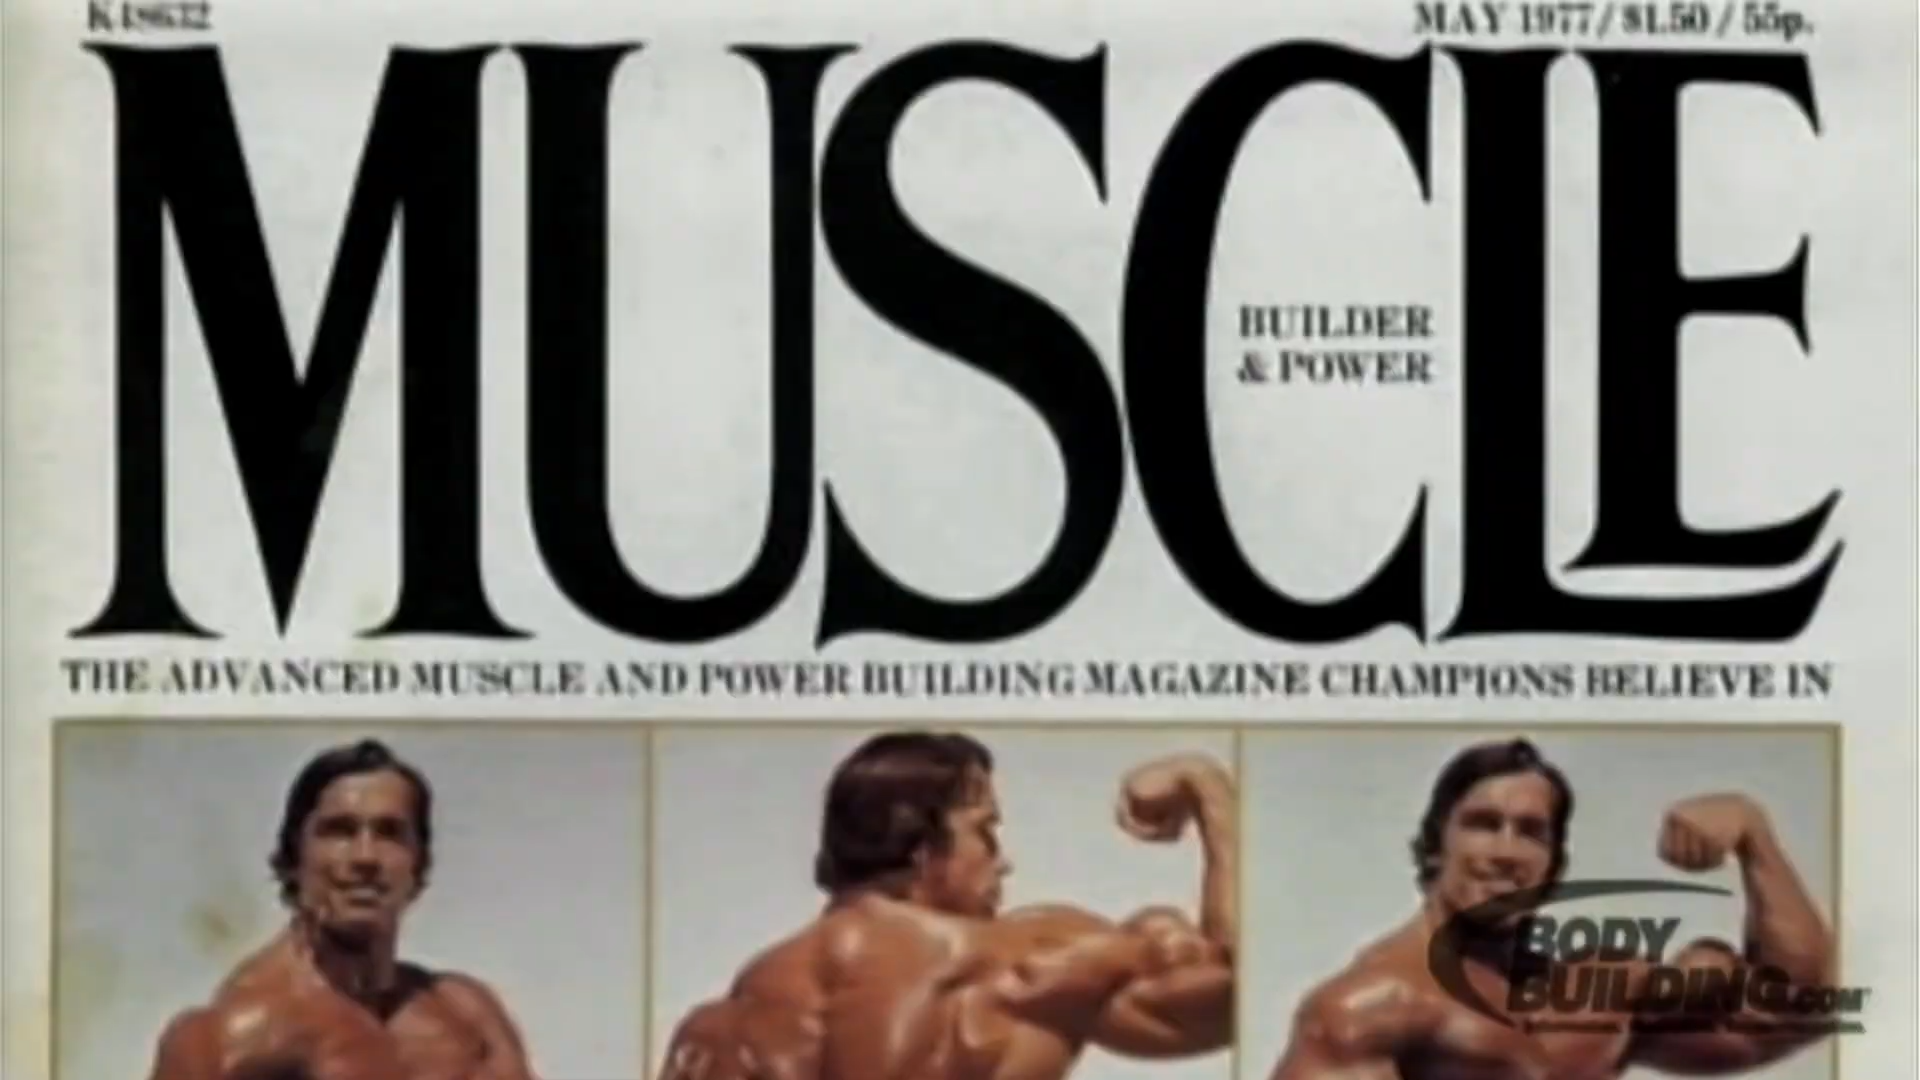 K48632
MAY 1977 / $1.50 / 55p.
MUSCLE
BUILDER
& POWER
THE ADVANCED MUSCLE AND POWER BUILDING MAGAZINE CHAMPIONS BELIEVE IN
BODY
BUILDING.COM